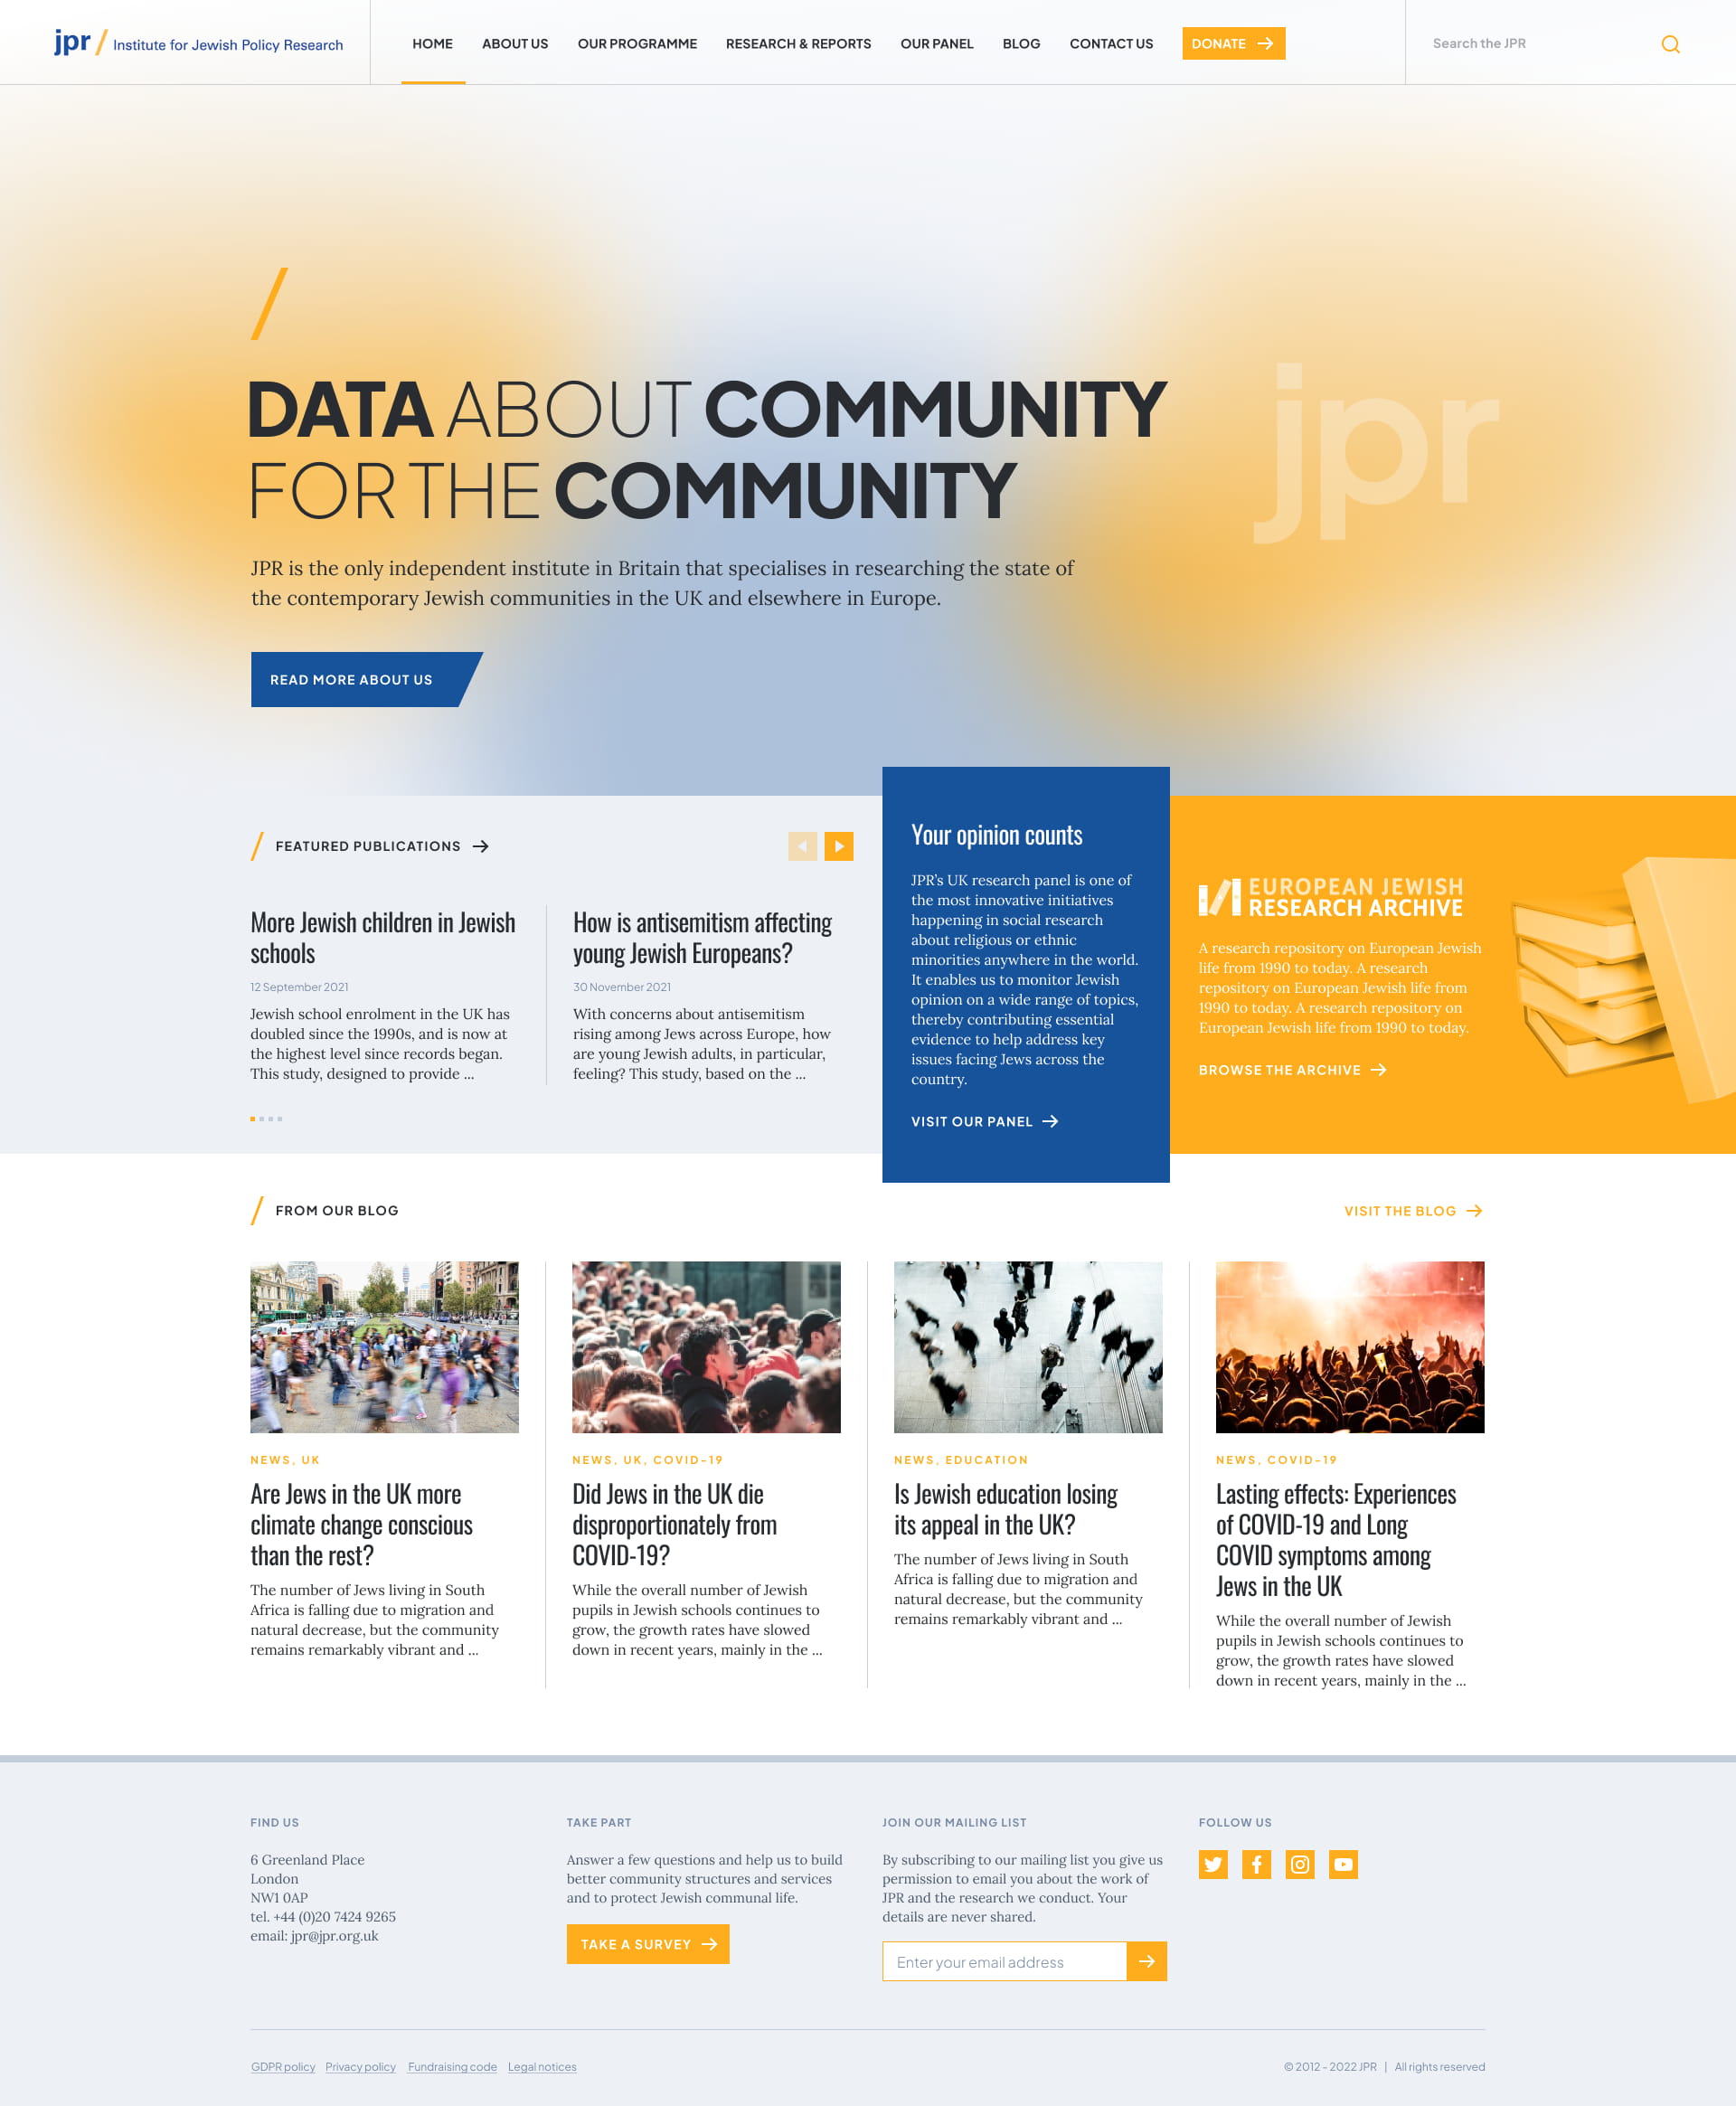 jpr / Institute for Jewish Policy Research
HOME ABOUT US OUR PROGRAMME RESEARCH & REPORTS OUR PANEL BLOG CONTACT US DONATE
Search the JPR
DATA ABOUT COMMUNITY
FOR THE COMMUNITY
jpr
JPR is the only independent institute in Britain that specialises in researching the state of
the contemporary Jewish communities in the UK and elsewhere in Europe.
READ MORE ABOUT US
FEATURED PUBLICATIONS
More Jewish children in Jewish
schools
12 September 2021
Jewish school enrolment in the UK has
doubled since the 1990s, and is now at
the highest level since records began.
This study, designed to provide ...
How is antisemitism affecting
young Jewish Europeans?
30 November 2021
With concerns about antisemitism
rising among Jews across Europe, how
are young Jewish adults, in particular,
feeling? This study, based on the ...
Your opinion counts
JPR's UK research panel is one of
the most innovative initiatives
happening in social research
about religious or ethnic
minorities anywhere in the world.
It enables us to monitor Jewish
opinion on a wide range of topics,
thereby contributing essential
evidence to help address key
issues facing Jews across the
country.
VISIT OUR PANEL
EUROPEAN JEWISH
RESEARCH ARCHIVE
A research repository on European Jewish
life from 1990 to today. A research
repository on European Jewish life from
1990 to today. A research repository on
European Jewish life from 1990 to today.
BROWSE THE ARCHIVE
FROM OUR BLOG
VISIT THE BLOG
NEWS, UK
Are Jews in the UK more
climate change conscious
than the rest?
The number of Jews living in South
Africa is falling due to migration and
natural decrease, but the community
remains remarkably vibrant and ...
NEWS, UK, COVID-19
Did Jews in the UK die
disproportionately from
COVID-19?
While the overall number of Jewish
pupils in Jewish schools continues to
grow, the growth rates have slowed
down in recent years, mainly in the ...
NEWS, EDUCATION
Is Jewish education losing
its appeal in the UK?
The number of Jews living in South
Africa is falling due to migration and
natural decrease, but the community
remains remarkably vibrant and ...
NEWS, COVID-19
Lasting effects: Experiences
of COVID-19 and Long
COVID symptoms among
Jews in the UK
While the overall number of Jewish
pupils in Jewish schools continues to
grow, the growth rates have slowed
down in recent years, mainly in the ...
FIND US
6 Greenland Place
London
NW1 0AP
tel. +44 (0)20 7424 9265
email: jpr@jpr.org.uk
TAKE PART
Answer a few questions and help us to build
better community structures and services
and to protect Jewish communal life.
TAKE A SURVEY
JOIN OUR MAILING LIST
By subscribing to our mailing list you give us
permission to email you about the work of
JPR and the research we conduct. Your
details are never shared.
Enter your email address
FOLLOW US
GDPR policy Privacy policy Fundraising code Legal notices
© 2012 - 2022 JPR | All rights reserved